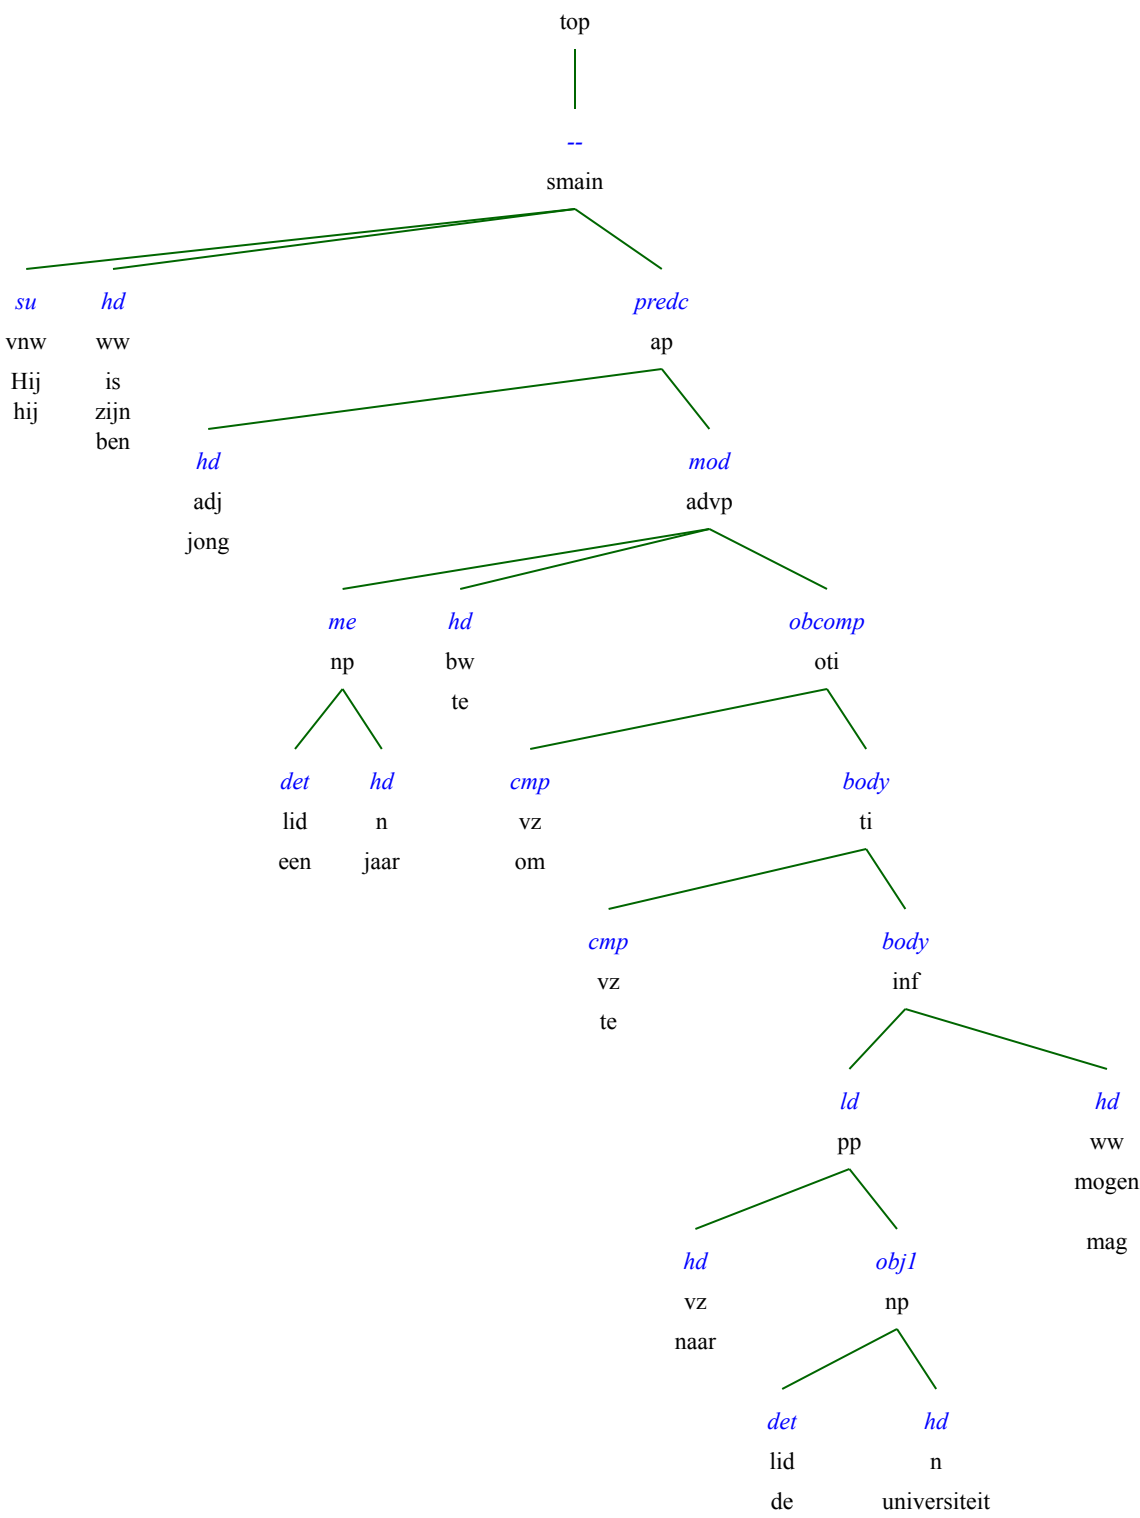 top
--
smain
su hd predc
vnw ww ap
Hij is
hij zijn
ben
hd mod
adj advp
jong
me hd obcomp
np bw oti
te
det hd cmp body
lid n vz ti
een jaar om
cmp body
vz inf
te
ld hd
pp ww
mogen
mag
hd obj1
vz np
naar
det hd
lid n
de universiteit